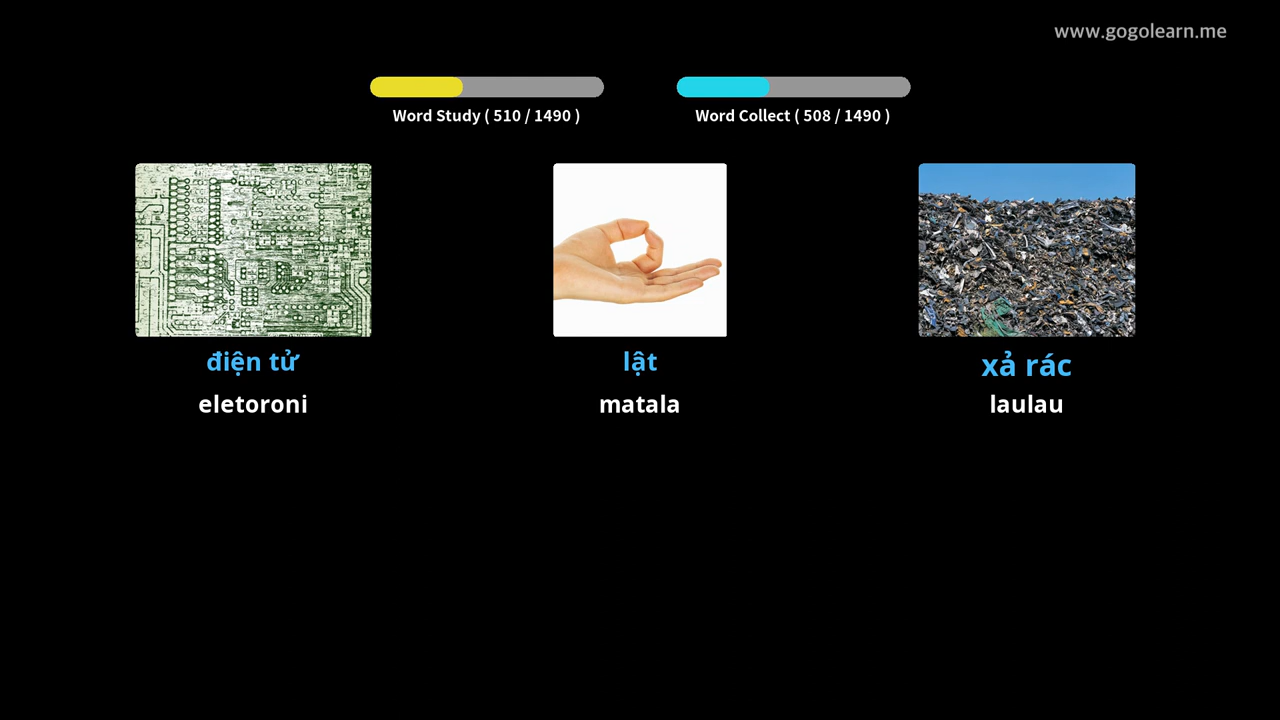 www.gogolearn.me
Word Study ( 510 / 1490 )
Word Collect ( 508 / 1490 )
điện tử
eletoroni
lật
matala
xả rác
laulau